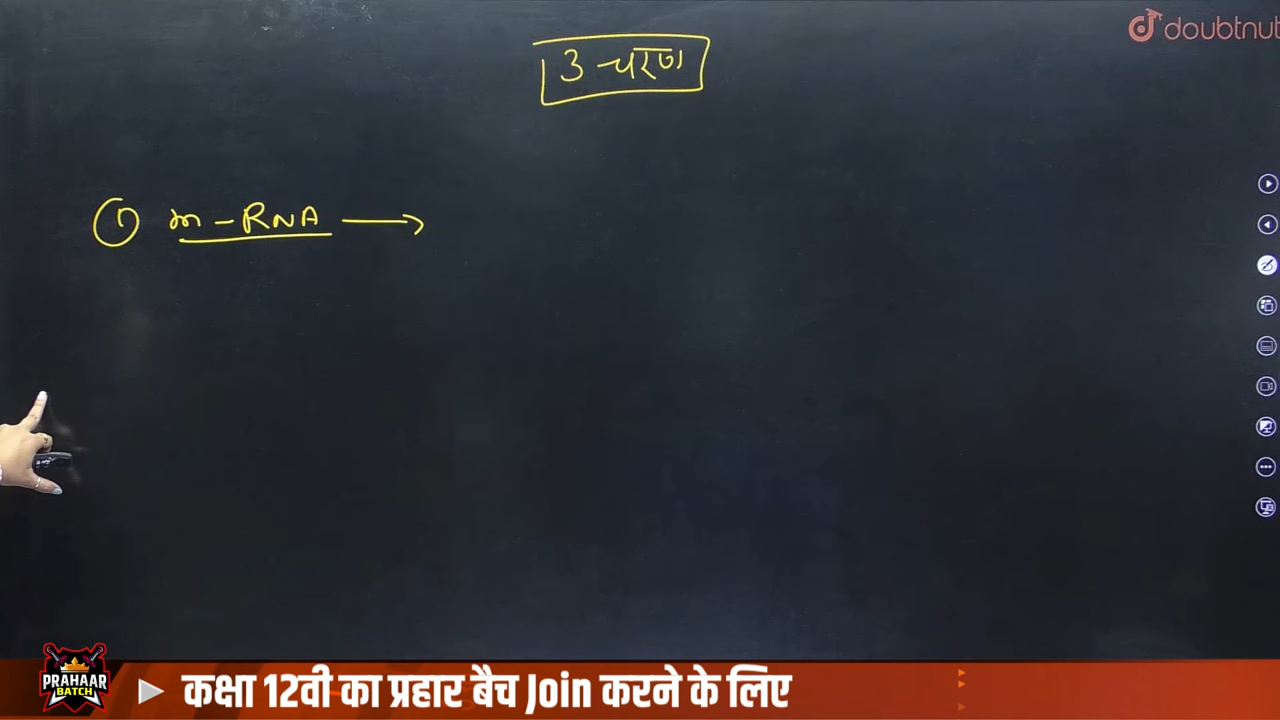 doubtnut
3 चरण
① m-RNA →
PRAHAAR
BATCH
कक्षा 12वी का प्रहार बैच Join करने के लिए